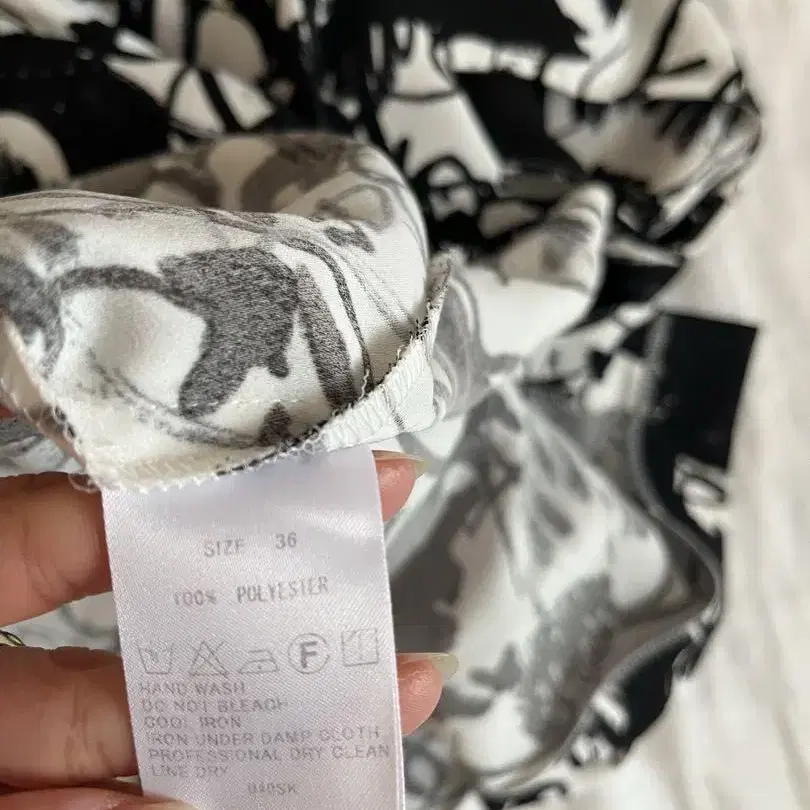 SIZE 36
100% POLYESTER
F
HAND WASH
DO NOT BLEACH
COOL IRON
IRON UNDER DAMP CLOTH
PROFESSIONAL DRY CLEAN
LINE DRY
040SK